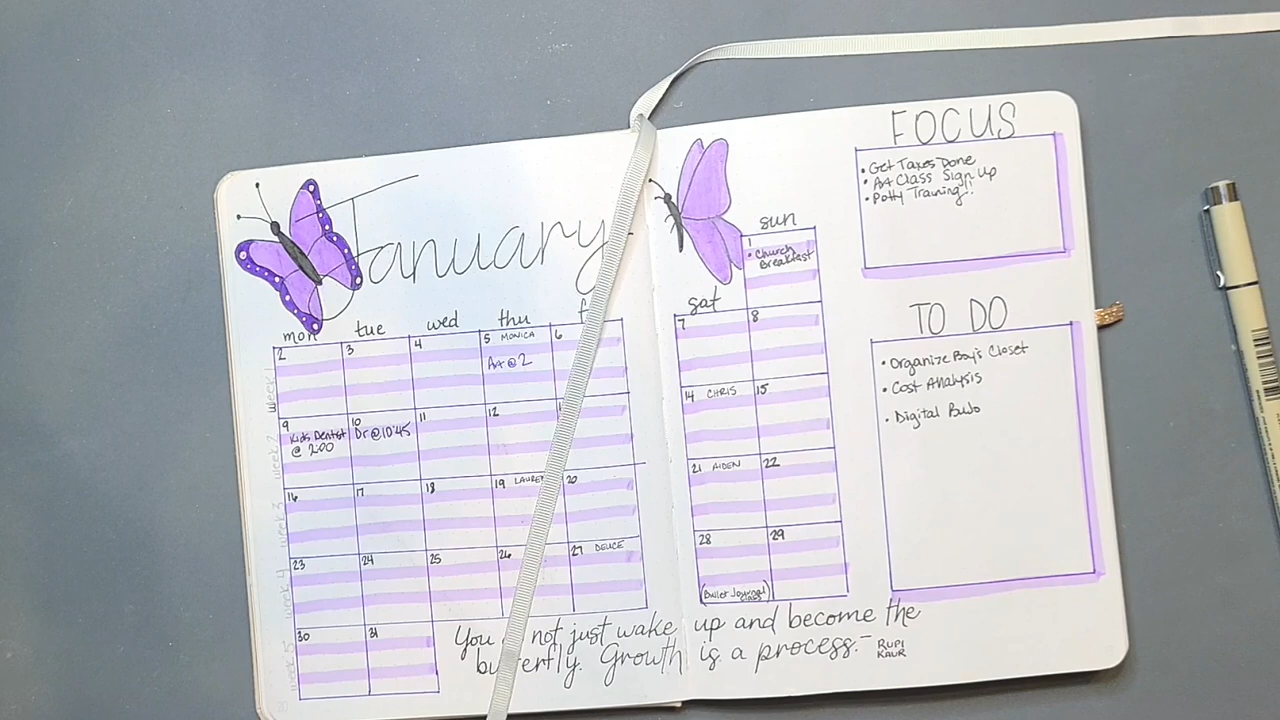 January
mon tue wed thu f
2 3 4 5 MONICA 6
A+ @ 2
9 10 11 12
Kids Dentist @ 2:00
Dr @ 10:45
16 17 18 19 LAUREN 20
23 24 25 26 27 DEUCE
30 31
week 1
week 2
week 3
week 4
week 5
sat sun
1
• Church
Breakfast
7 8
14 CHRIS 15
21 AIDEN 22
28 29
(Bullet Journal
class)
You not just wake up and become the
butterfly. Growth is a process. - RUPI
KAUR
FOCUS
• Get Taxes Done
• A+ Class Sign Up
• Potty Training!
TO DO
• Organize Boy's Closet
• Cost Analysis
• Digital BuJo